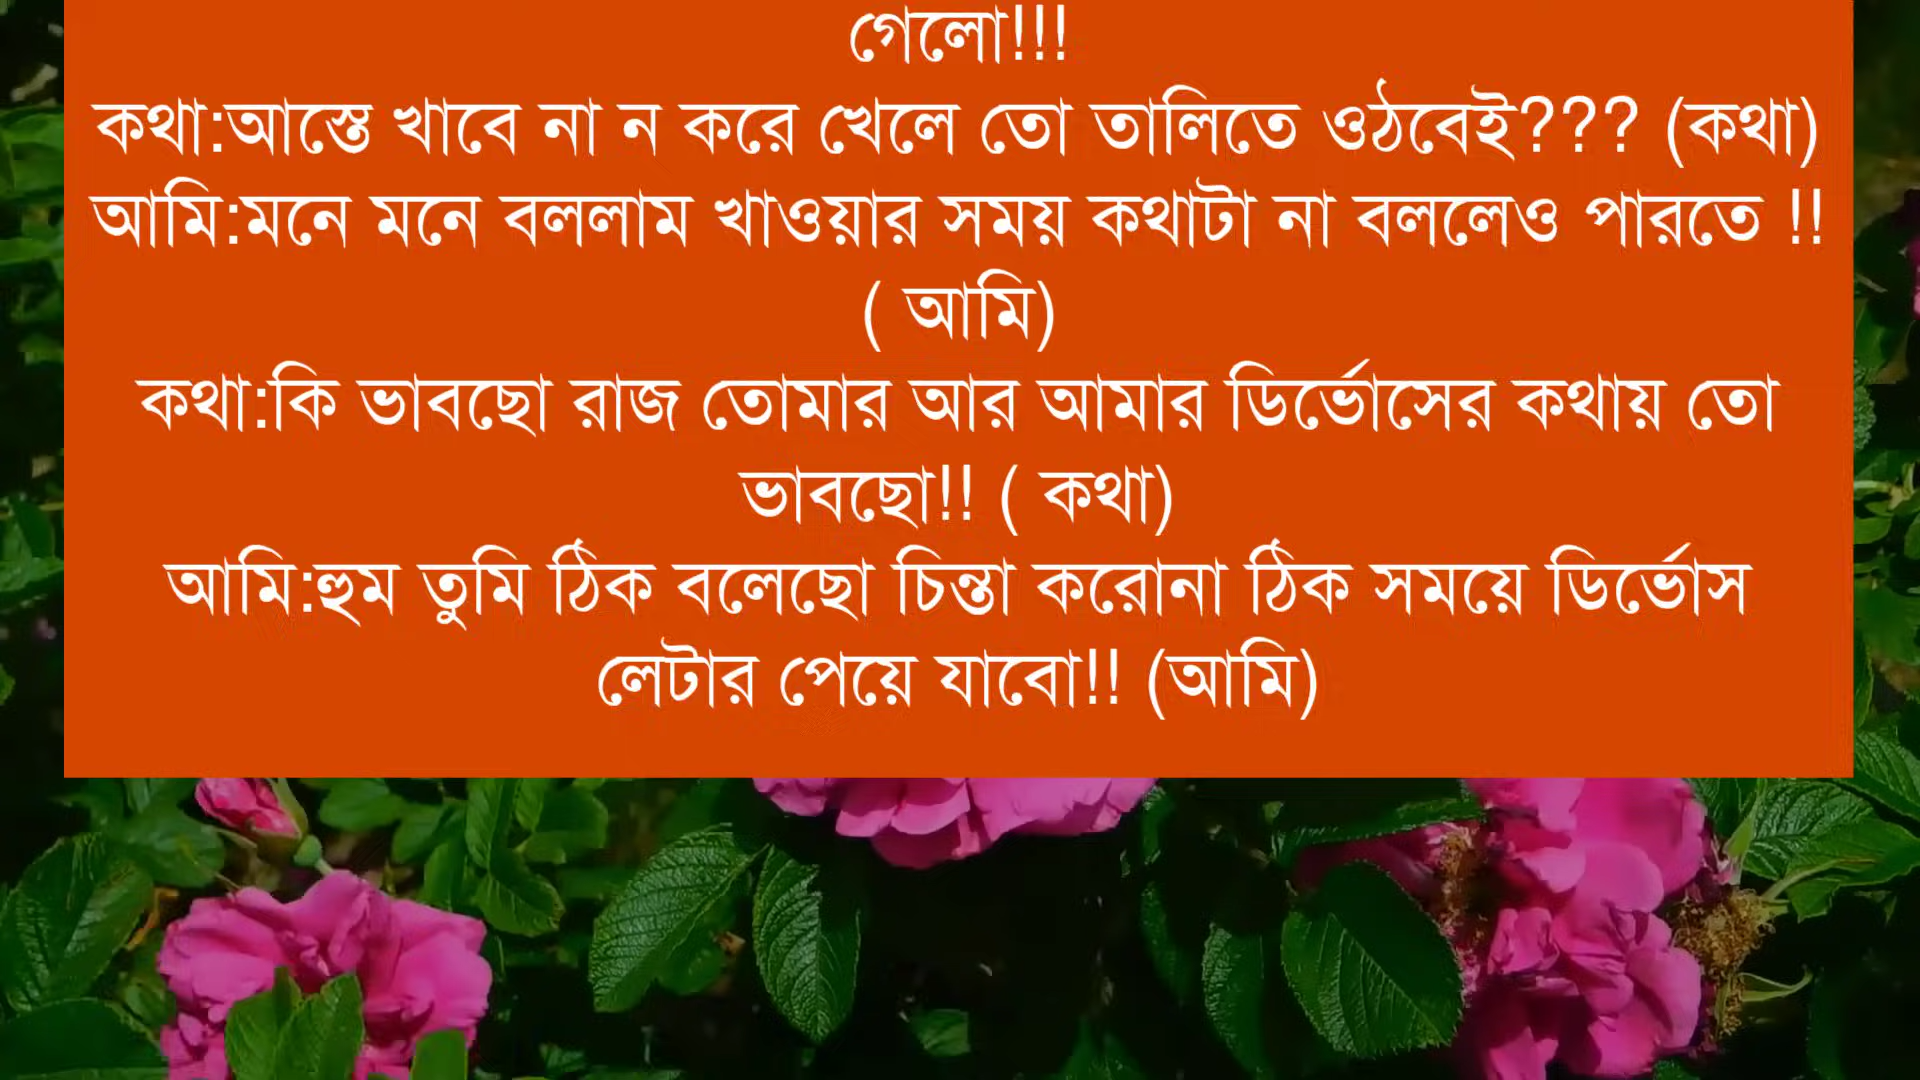 গেলো!!!
কথা:আস্তে খাবে না ন করে খেলে তো তালিতে ওঠবেই??? (কথা)
আমি:মনে মনে বললাম খাওয়ার সময় কথাটা না বললেও পারতে !!
( আমি)
কথা:কি ভাবছো রাজ তোমার আর আমার ডির্ভোসের কথায় তো
ভাবছো!! ( কথা)
আমি:হুম তুমি ঠিক বলেছো চিন্তা করোনা ঠিক সময়ে ডির্ভোস
লেটার পেয়ে যাবো!! (আমি)